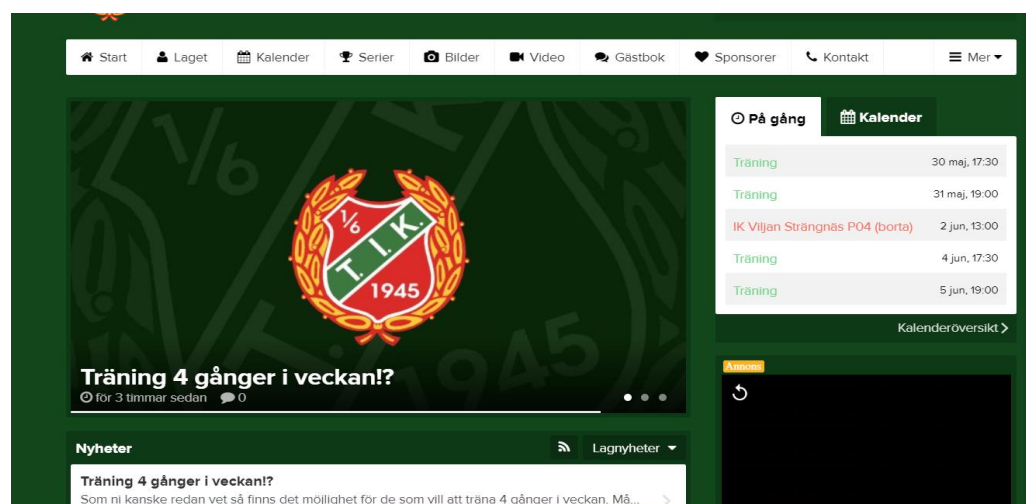 Start Laget Kalender Serier Bilder Video Gästbok Sponsorer Kontakt Mer
1/6
T. I. K.
1945
Träning 4 gånger i veckan!?
för 3 timmar sedan 0
Nyheter Lagnyheter
Träning 4 gånger i veckan!?
Som ni kanske redan vet så finns det möjlighet för de som vill att träna 4 gånger i veckan. Må...
På gång Kalender
Träning 30 maj, 17:30
Träning 31 maj, 19:00
IK Viljan Strängnäs P04 (borta) 2 jun, 13:00
Träning 4 jun, 17:30
Träning 5 jun, 19:00
Kalenderöversikt
Annons